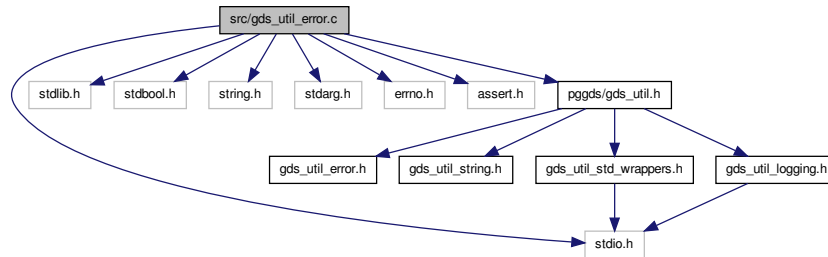 src/gds_util_error.c
stdlib.h
stdbool.h
string.h
stdarg.h
errno.h
assert.h
pggds/gds_util.h
gds_util_error.h
gds_util_string.h
gds_util_std_wrappers.h
gds_util_logging.h
stdio.h